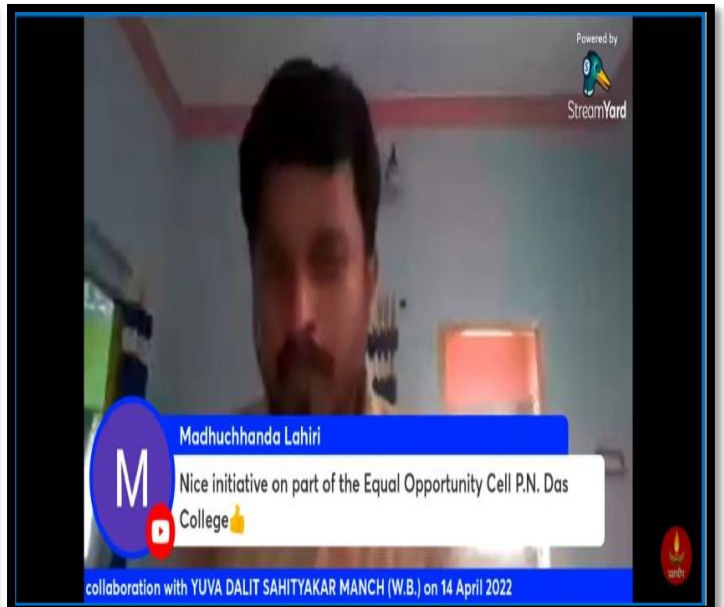 Powered by
StreamYard
Madhuchhanda Lahiri
M
Nice initiative on part of the Equal Opportunity Cell P.N. Das
College👍
collaboration with YUVA DALIT SAHITYAKAR MANCH (W.B.) on 14 April 2022